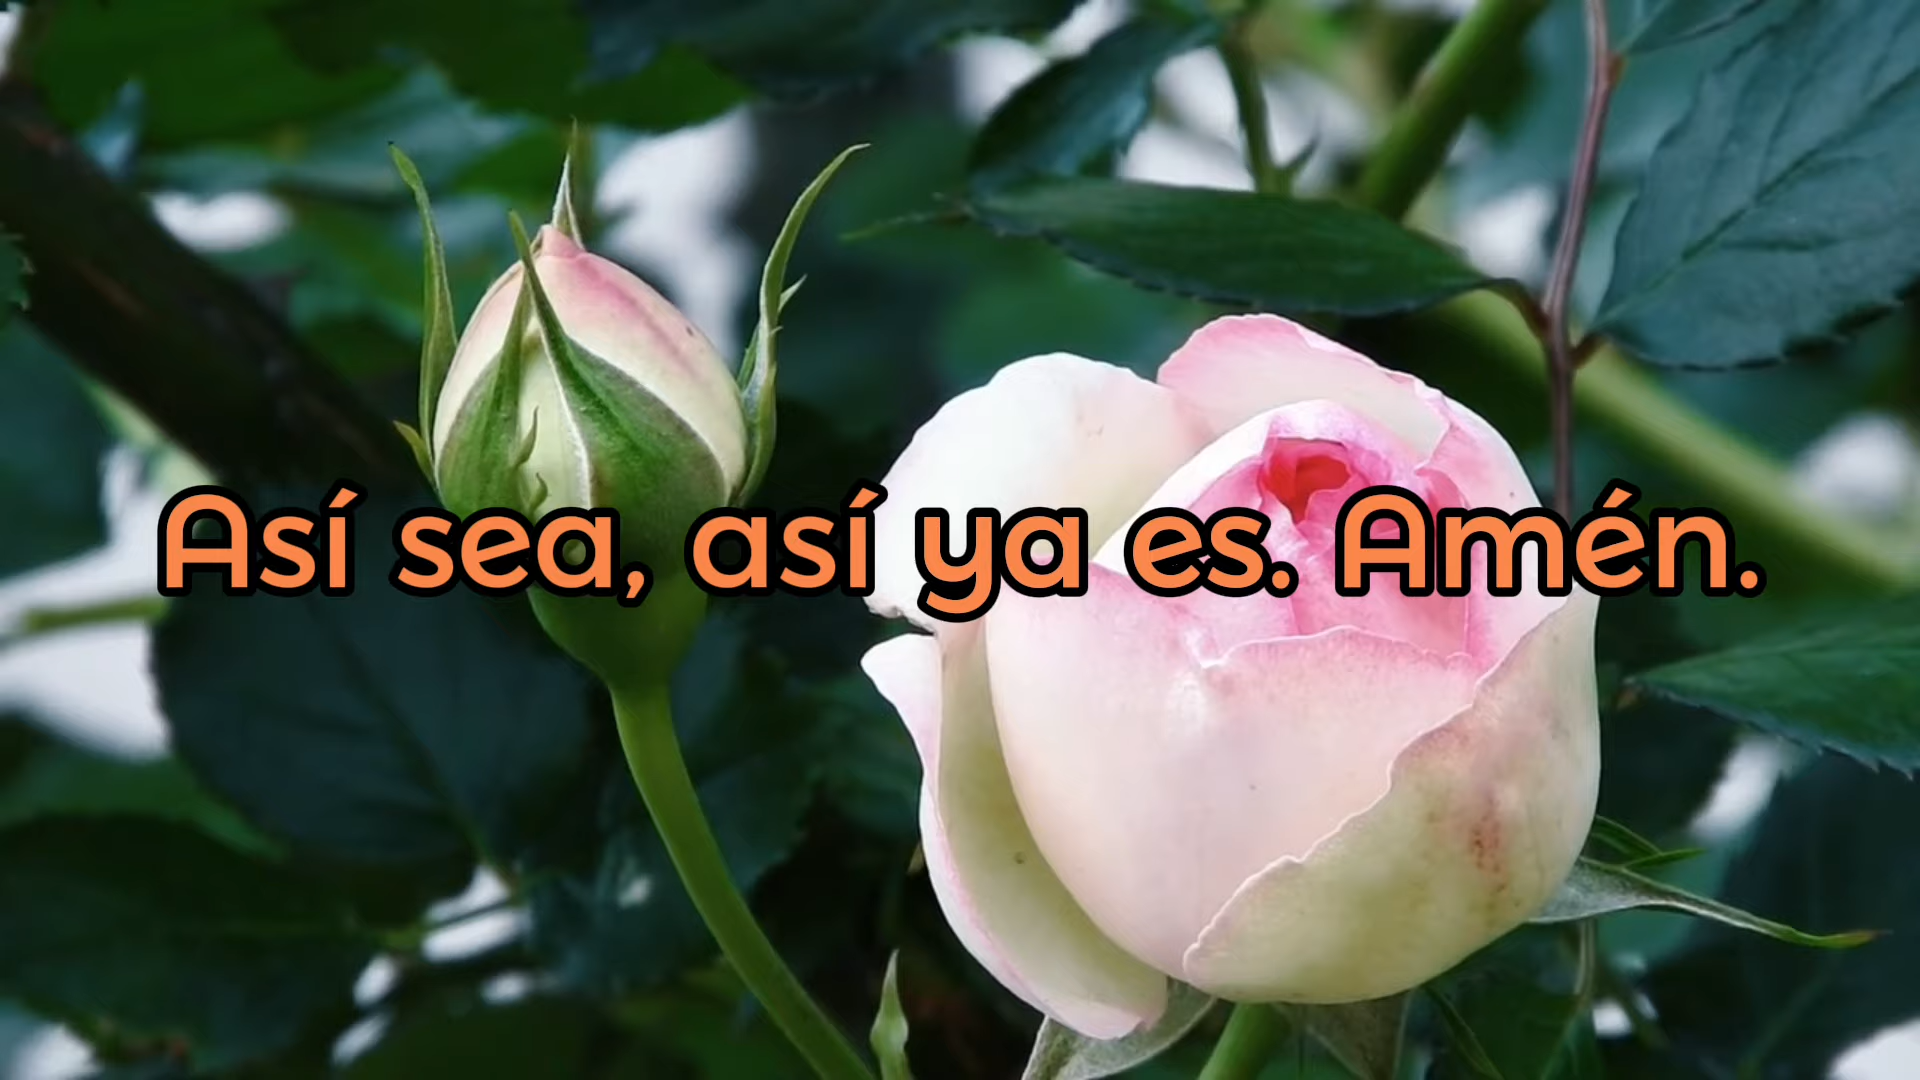 Así sea, así ya es. Amén.